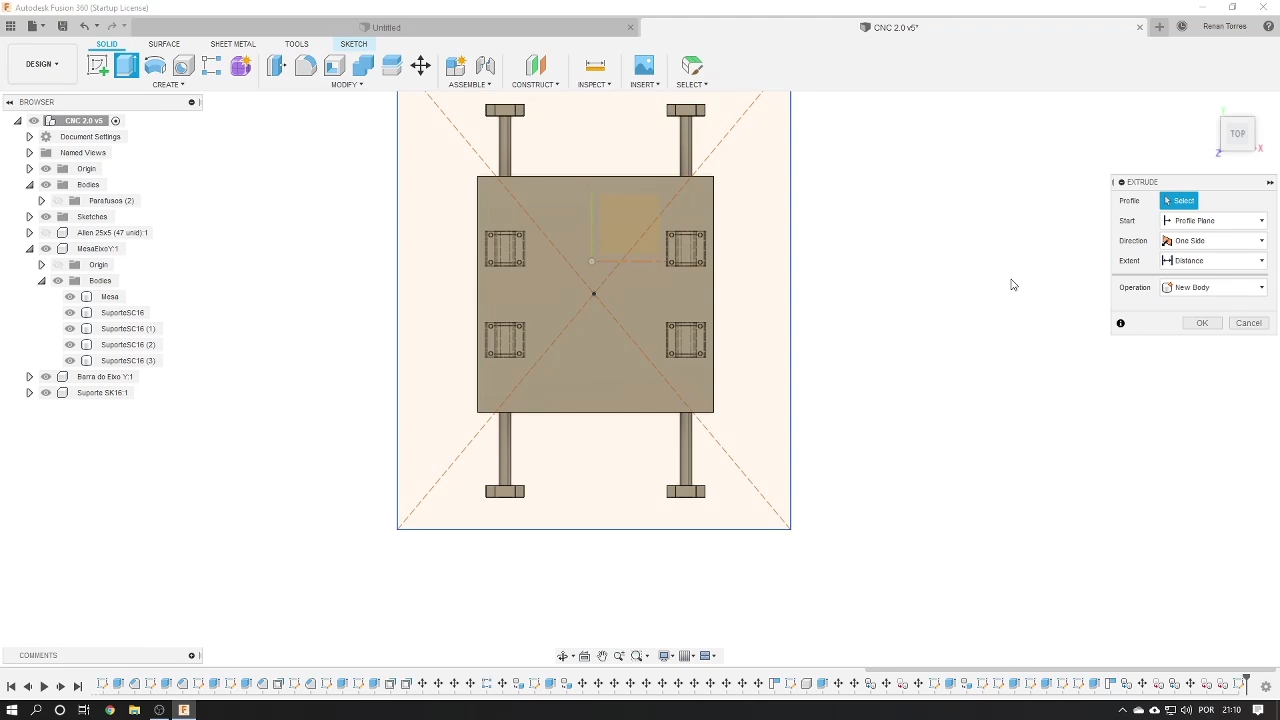 Autodesk Fusion 360 (Startup License)
Untitled
CNC 2.0 v5*
Renan Torres
SOLID
SURFACE
SHEET METAL
TOOLS
SKETCH
DESIGN
CREATE
MODIFY
ASSEMBLE
CONSTRUCT
INSPECT
INSERT
SELECT
BROWSER
CNC 2.0 v5
Document Settings
Named Views
Origin
Bodies
Parafusos (2)
Sketches
Allen 25x5 (47 unid):1
MesaEixoY:1
Origin
Bodies
Mesa
SuporteSC16
SuporteSC16 (1)
SuporteSC16 (2)
SuporteSC16 (3)
Barra do Eixo Y:1
Suporte SK16:1
TOP
X
Y
Z
EXTRUDE
Profile
Select
Start
Profile Plane
Direction
One Side
Extent
Distance
Operation
New Body
OK
Cancel
COMMENTS
POR
21:10